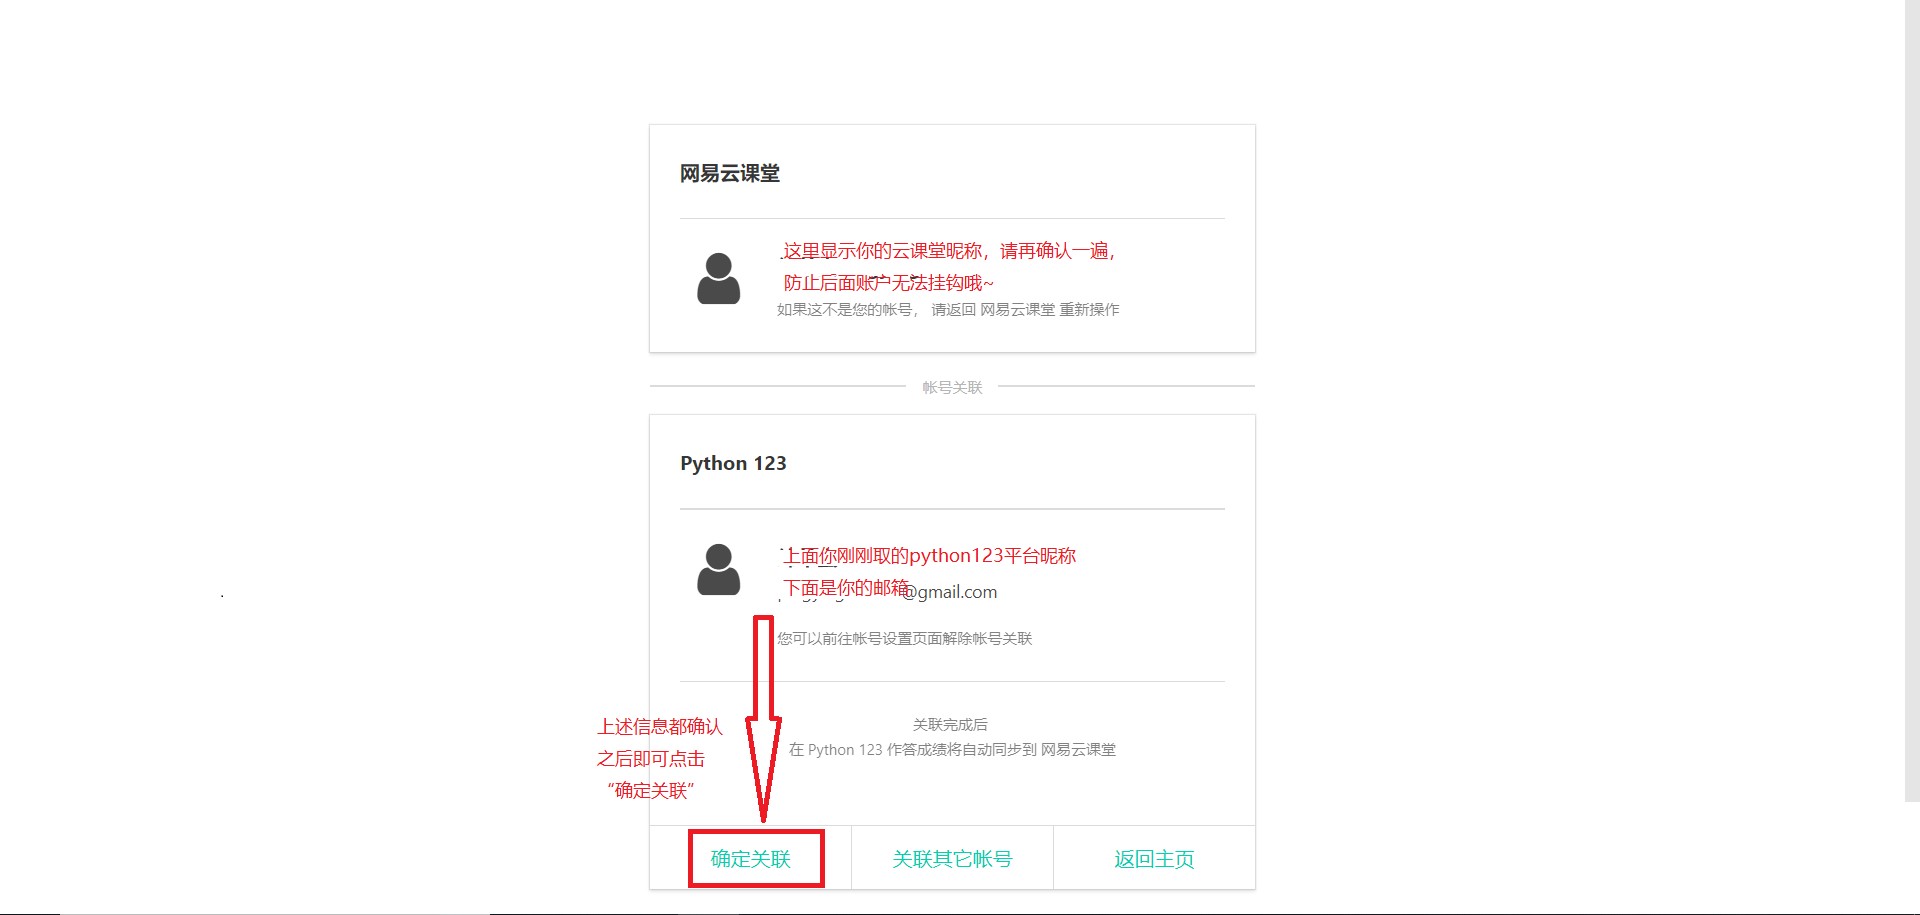 网易云课堂
这里显示你的云课堂昵称，请再确认一遍，
防止后面账户无法挂钩哦~
如果这不是您的帐号， 请返回 网易云课堂 重新操作
帐号关联
Python 123
上面你刚刚取的python123平台昵称
下面是你的邮箱
@gmail.com
您可以前往帐号设置页面解除帐号关联
上述信息都确认
之后即可点击
“确定关联”
关联完成后
在 Python 123 作答成绩将自动同步到 网易云课堂
确定关联
关联其它帐号
返回主页